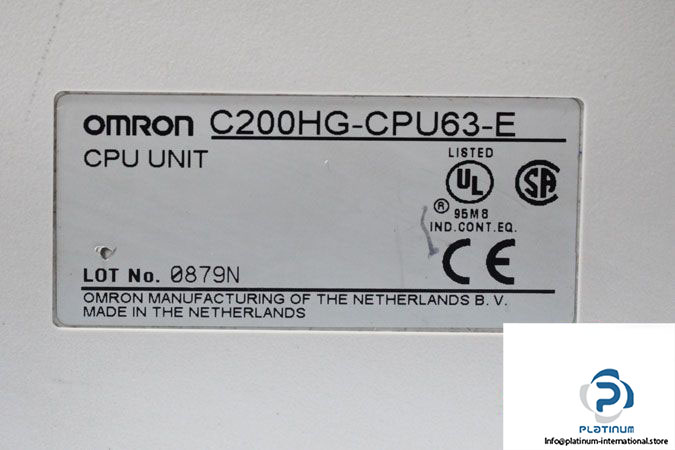 OMRON C200HG-CPU63-E
CPU UNIT
LISTED
UL
SA
® 95M8
IND.CONT.EQ.
CE
LOT No. 0879N
OMRON MANUFACTURING OF THE NETHERLANDS B.V.
MADE IN THE NETHERLANDS
PLATINUM
Info@platinum-international.store